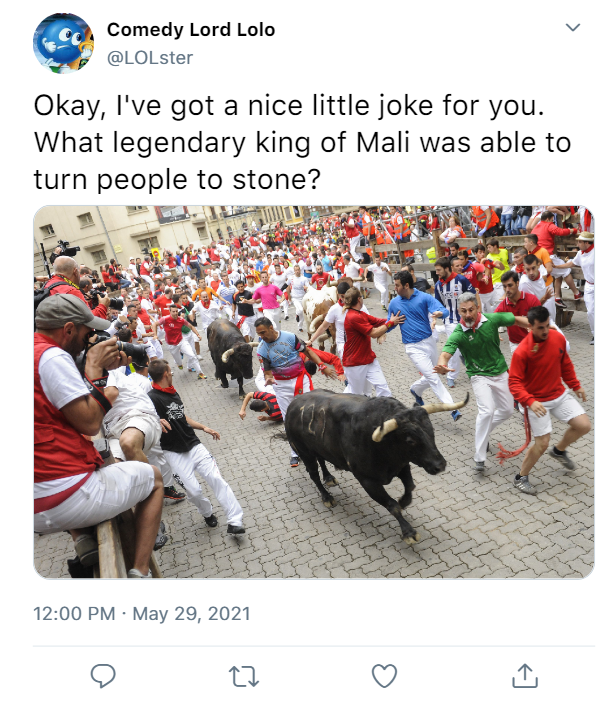 Comedy Lord Lolo
@LOLster
Okay, I've got a nice little joke for you.
What legendary king of Mali was able to
turn people to stone?
12:00 PM · May 29, 2021